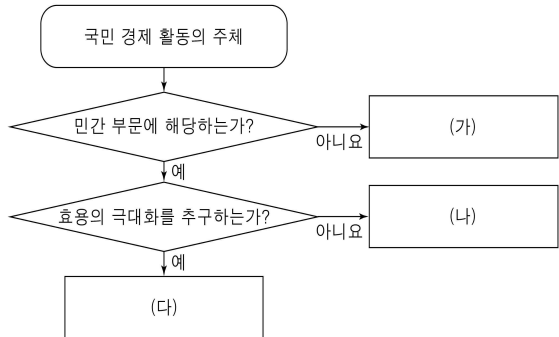 국민 경제 활동의 주체
민간 부문에 해당하는가?
아니요
(가)
예
효용의 극대화를 추구하는가?
아니요
(나)
예
(다)